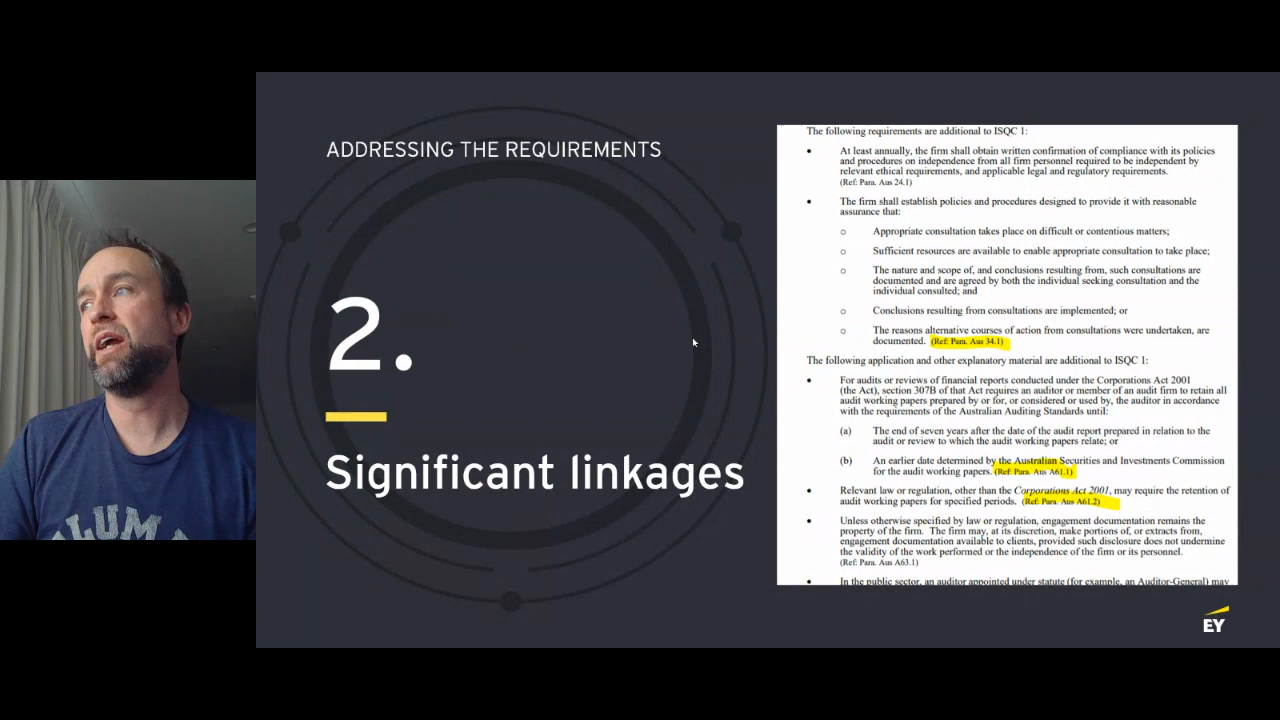 ADDRESSING THE REQUIREMENTS
2.
Significant linkages
The following requirements are additional to ISQC 1:
• At least annually, the firm shall obtain written confirmation of compliance with its policies
and procedures on independence from all firm personnel required to be independent by
relevant ethical requirements, and applicable legal and regulatory requirements.
(Ref: Para. Aus 24.1)
• The firm shall establish policies and procedures designed to provide it with reasonable
assurance that:
o Appropriate consultation takes place on difficult or contentious matters;
o Sufficient resources are available to enable appropriate consultation to take place;
o The nature and scope of, and conclusions resulting from, such consultations are
documented and are agreed by both the individual seeking consultation and the
individual consulted; and
o Conclusions resulting from consultations are implemented; or
o The reasons alternative courses of action from consultations were undertaken, are
documented. (Ref: Para. Aus 34.1)
The following application and other explanatory material are additional to ISQC 1:
• For audits or reviews of financial reports conducted under the Corporations Act 2001
(the Act), section 307B of that Act requires an auditor or member of an audit firm to retain all
audit working papers prepared by or for, or considered or used by, the auditor in accordance
with the requirements of the Australian Auditing Standards until:
(a) The end of seven years after the date of the audit report prepared in relation to the
audit or review to which the audit working papers relate; or
(b) An earlier date determined by the Australian Securities and Investments Commission
for the audit working papers. (Ref: Para. Aus A61.1)
• Relevant law or regulation, other than the Corporations Act 2001, may require the retention of
audit working papers for specified periods. (Ref: Para. Aus A61.2)
• Unless otherwise specified by law or regulation, engagement documentation remains the
property of the firm. The firm may, at its discretion, make portions of, or extracts from,
engagement documentation available to clients, provided such disclosure does not undermine
the validity of the work performed or the independence of the firm or its personnel.
(Ref: Para. Aus A63.1)
• In the public sector, an auditor appointed under statute (for example, an Auditor-General) may
EY